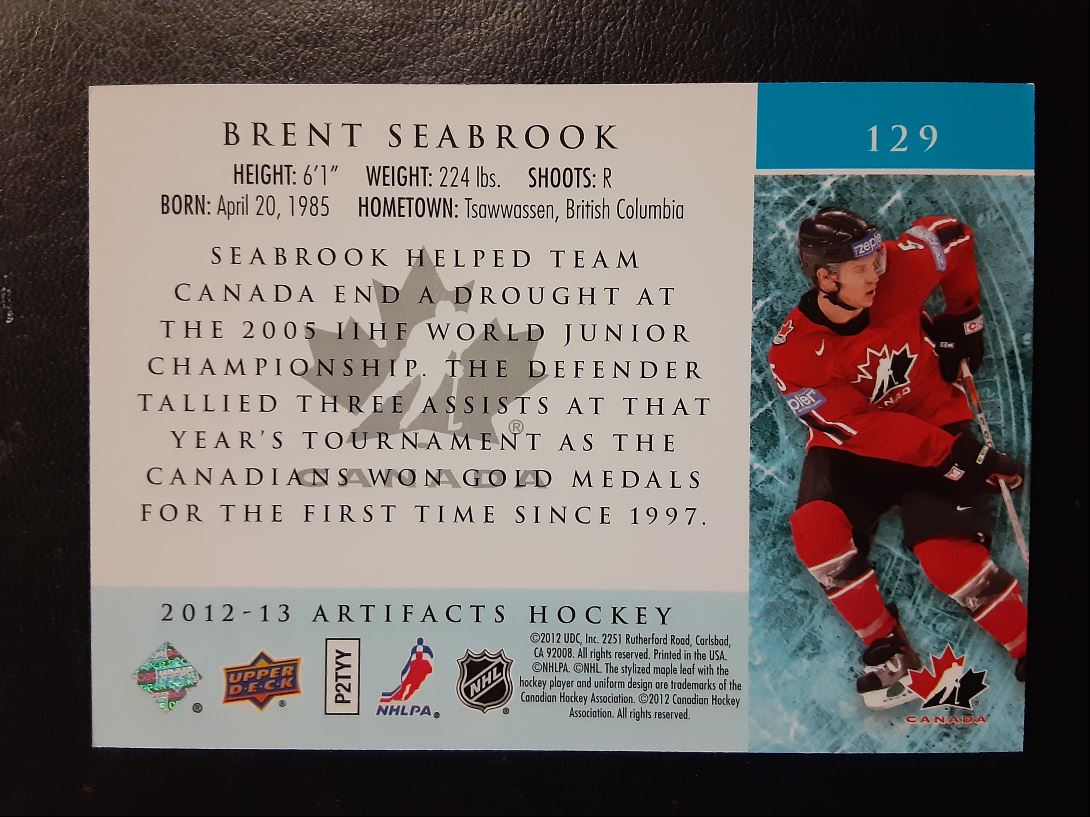 BRENT SEABROOK
129
HEIGHT: 6'1" WEIGHT: 224 lbs. SHOOTS: R
BORN: April 20, 1985 HOMETOWN: Tsawwassen, British Columbia
SEABROOK HELPED TEAM
CANADA END A DROUGHT AT
THE 2005 IIHF WORLD JUNIOR
CHAMPIONSHIP. THE DEFENDER
TALLIED THREE ASSISTS AT THAT
YEAR'S TOURNAMENT AS THE
CANADIANS WON GOLD MEDALS
FOR THE FIRST TIME SINCE 1997.
®
CANADA
zepter
2012-13 ARTIFACTS HOCKEY
®
UPPER
D·E·C·K
®
P2TYY
NHLPA®
NHL
®
©2012 UDC, Inc. 2251 Rutherford Road, Carlsbad,
CA 92008. All rights reserved. Printed in the USA.
©NHLPA. ©NHL. The stylized maple leaf with the
hockey player and uniform design are trademarks of the
Canadian Hockey Association. ©2012 Canadian Hockey
Association. All rights reserved.
CANADA